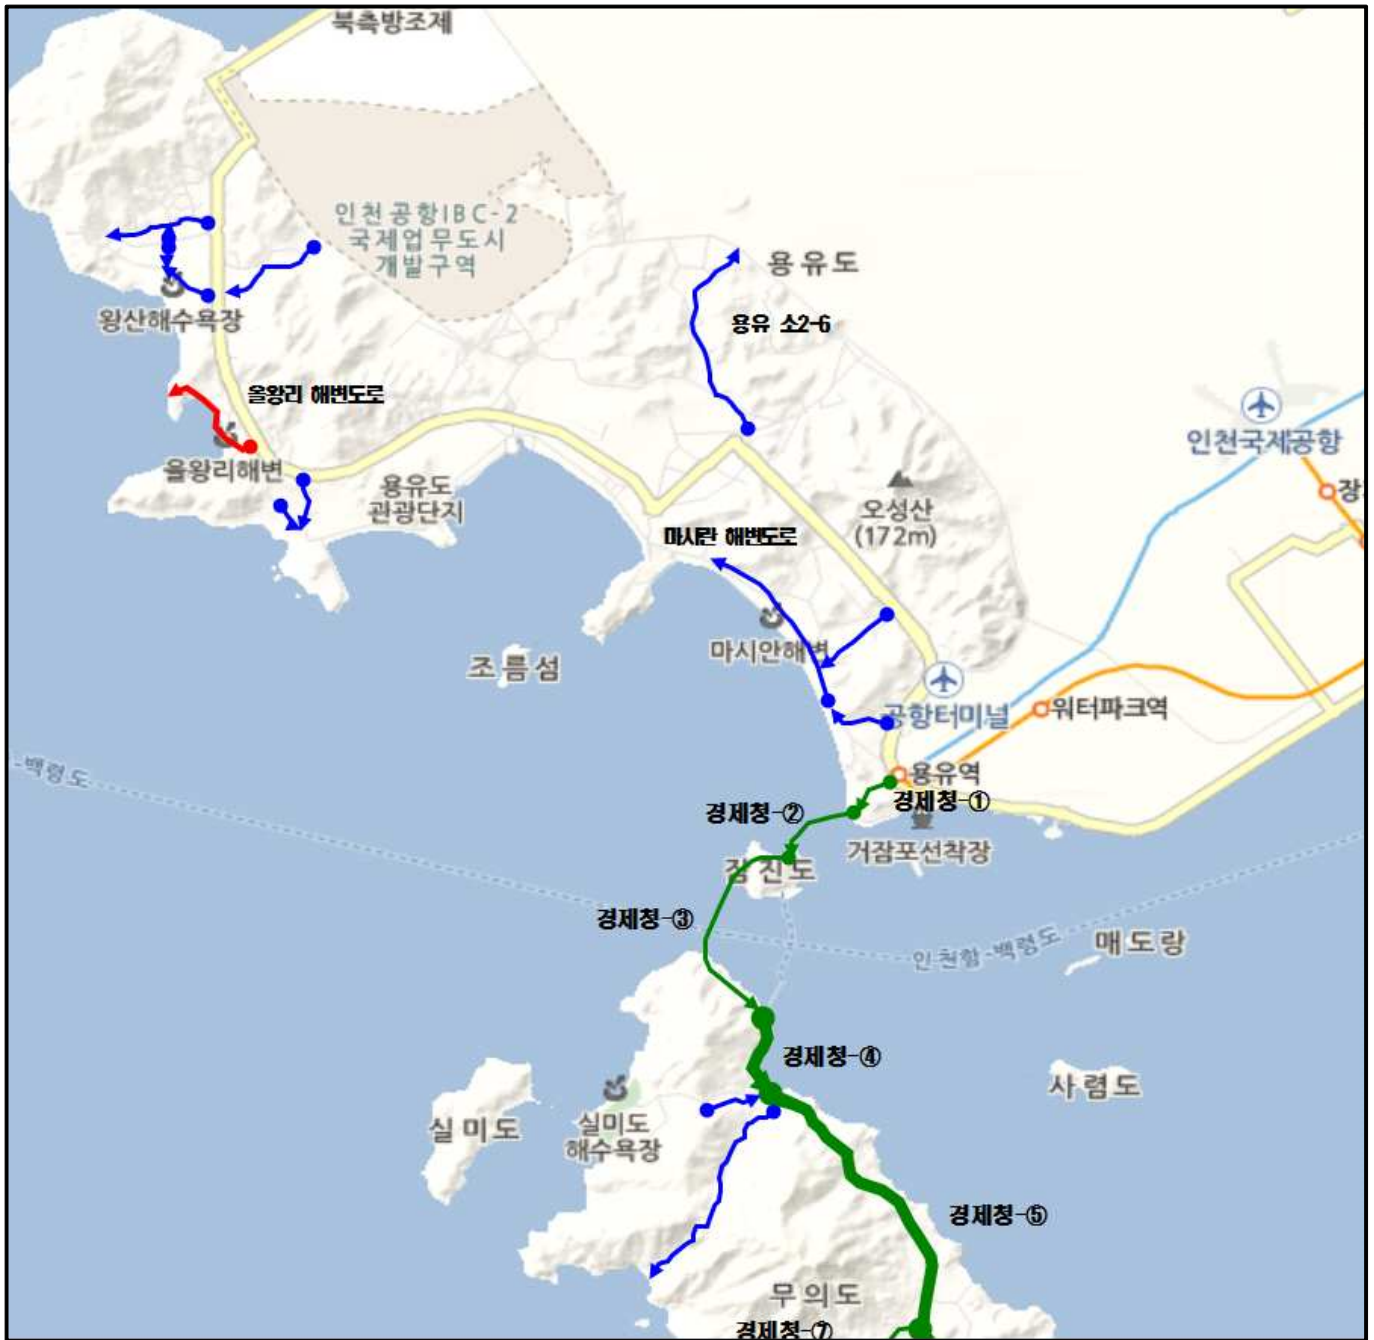 북측방조제
인천공항IBC-2
국제업무도시
개발구역
용유도
용유 소2-6
왕산해수욕장
올왕리 해변도로
을왕리해변
용유도
관광단지
인천국제공항
장
오성산
(172m)
마시란 해변도로
마시안해변
조름섬
공항터미널
워터파크역
-백령도
용유역
경제청-①
경제청-②
거잠포선착장
잠진도
경제청-③
인천항-백령도
매도랑
경제청-④
사렴도
실미도
실미도
해수욕장
경제청-⑤
무의도
경제청-⑦